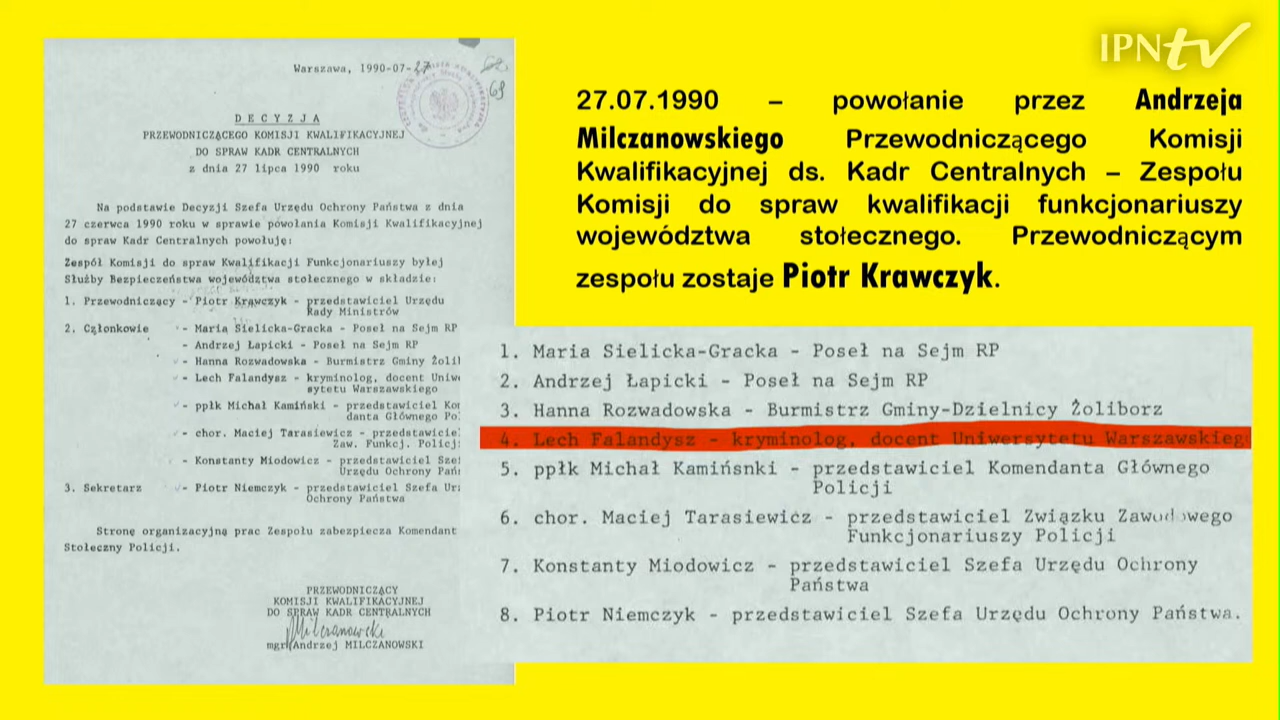 IPNtv
Warszawa, 1990-07-27
68
D E C Y Z J A
PRZEWODNICZĄCEGO KOMISJI KWALIFIKACYJNEJ
DO SPRAW KADR CENTRALNYCH
z dnia 27 lipca 1990 roku
Na podstawie Decyzji Szefa Urzędu Ochrony Państwa z dnia
27 czerwca 1990 roku w sprawie powołania Komisji Kwalifikacyjnej
do spraw Kadr Centralnych powołuję:
Zespół Komisji do spraw Kwalifikacji Funkcjonariuszy byłej
Służby Bezpieczeństwa województwa stołecznego w składzie:
1. Przewodniczący - Piotr Krawczyk - przedstawiciel Urzędu
Rady Ministrów
2. Członkowie - Maria Sielicka-Gracka - Poseł na Sejm RP
- Andrzej Łapicki - Poseł na Sejm RP
- Hanna Rozwadowska - Burmistrz Gminy Żolib
- Lech Falandysz - kryminolog, docent Uniwe
sytetu Warszawskiego
- ppłk Michał Kamiński - przedstawiciel Kom
danta Głównego Po
- chor. Maciej Tarasiewicz - przedstawicie
Zaw. Funkcj. Policj
- Konstanty Miodowicz - przedstawiciel Szef
Urzędu Ochrony Pań
3. Sekretarz - Piotr Niemczyk - przedstawiciel Szefa Ur
Ochrony Państwa
Stronę organizacyjną prac Zespołu zabezpiecza Komendant
Stołeczny Policji.
PRZEWODNICZĄCY
KOMISJI KWALIFIKACYJNEJ
DO SPRAW KADR CENTRALNYCH
Milczanowski
mgr Andrzej MILCZANOWSKI
27.07.1990 – powołanie przez Andrzeja
Milczanowskiego Przewodniczącego Komisji
Kwalifikacyjnej ds. Kadr Centralnych – Zespołu
Komisji do spraw kwalifikacji funkcjonariuszy
województwa stołecznego. Przewodniczącym
zespołu zostaje Piotr Krawczyk.
1. Maria Sielicka-Gracka - Poseł na Sejm RP
2. Andrzej Łapicki - Poseł na Sejm RP
3. Hanna Rozwadowska - Burmistrz Gminy-Dzielnicy Żoliborz
4. Lech Falandysz - kryminolog, docent Uniwersytetu Warszawskieg
5. ppłk Michał Kamińsnki - przedstawiciel Komendanta Głównego
Policji
6. chor. Maciej Tarasiewicz - przedstawiciel Związku Zawodowego
Funkcjonariuszy Policji
7. Konstanty Miodowicz - przedstawiciel Szefa Urzędu Ochrony
Państwa
8. Piotr Niemczyk - przedstawiciel Szefa Urzędu Ochrony Państwa.